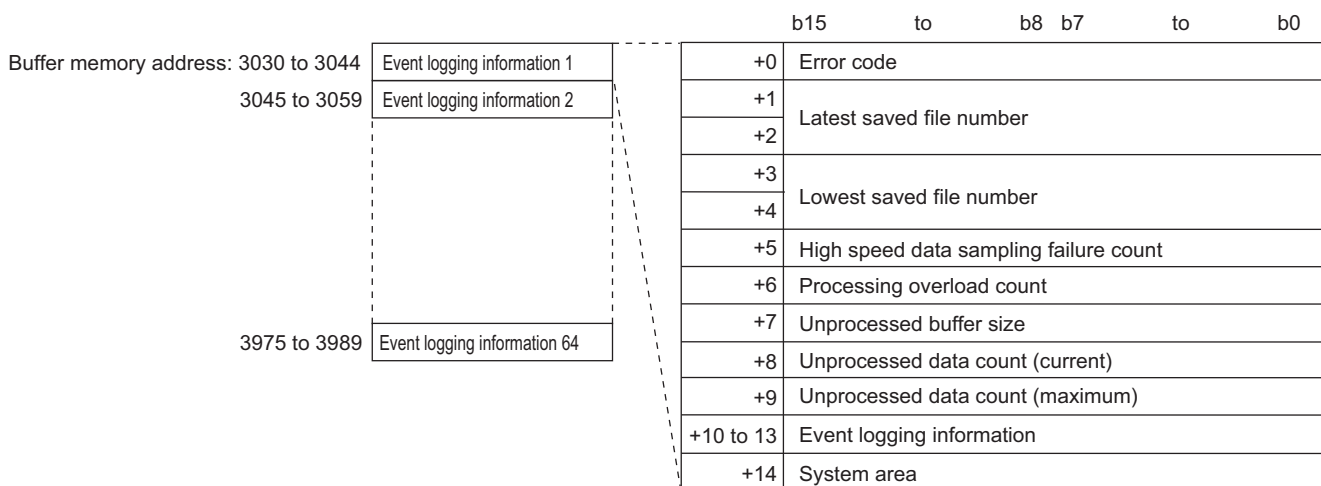 b15 to b8 b7 to b0
Buffer memory address: 3030 to 3044 Event logging information 1
3045 to 3059 Event logging information 2
3975 to 3989 Event logging information 64
+0 Error code
+1
Latest saved file number
+2
+3
Lowest saved file number
+4
+5 High speed data sampling failure count
+6 Processing overload count
+7 Unprocessed buffer size
+8 Unprocessed data count (current)
+9 Unprocessed data count (maximum)
+10 to 13 Event logging information
+14 System area